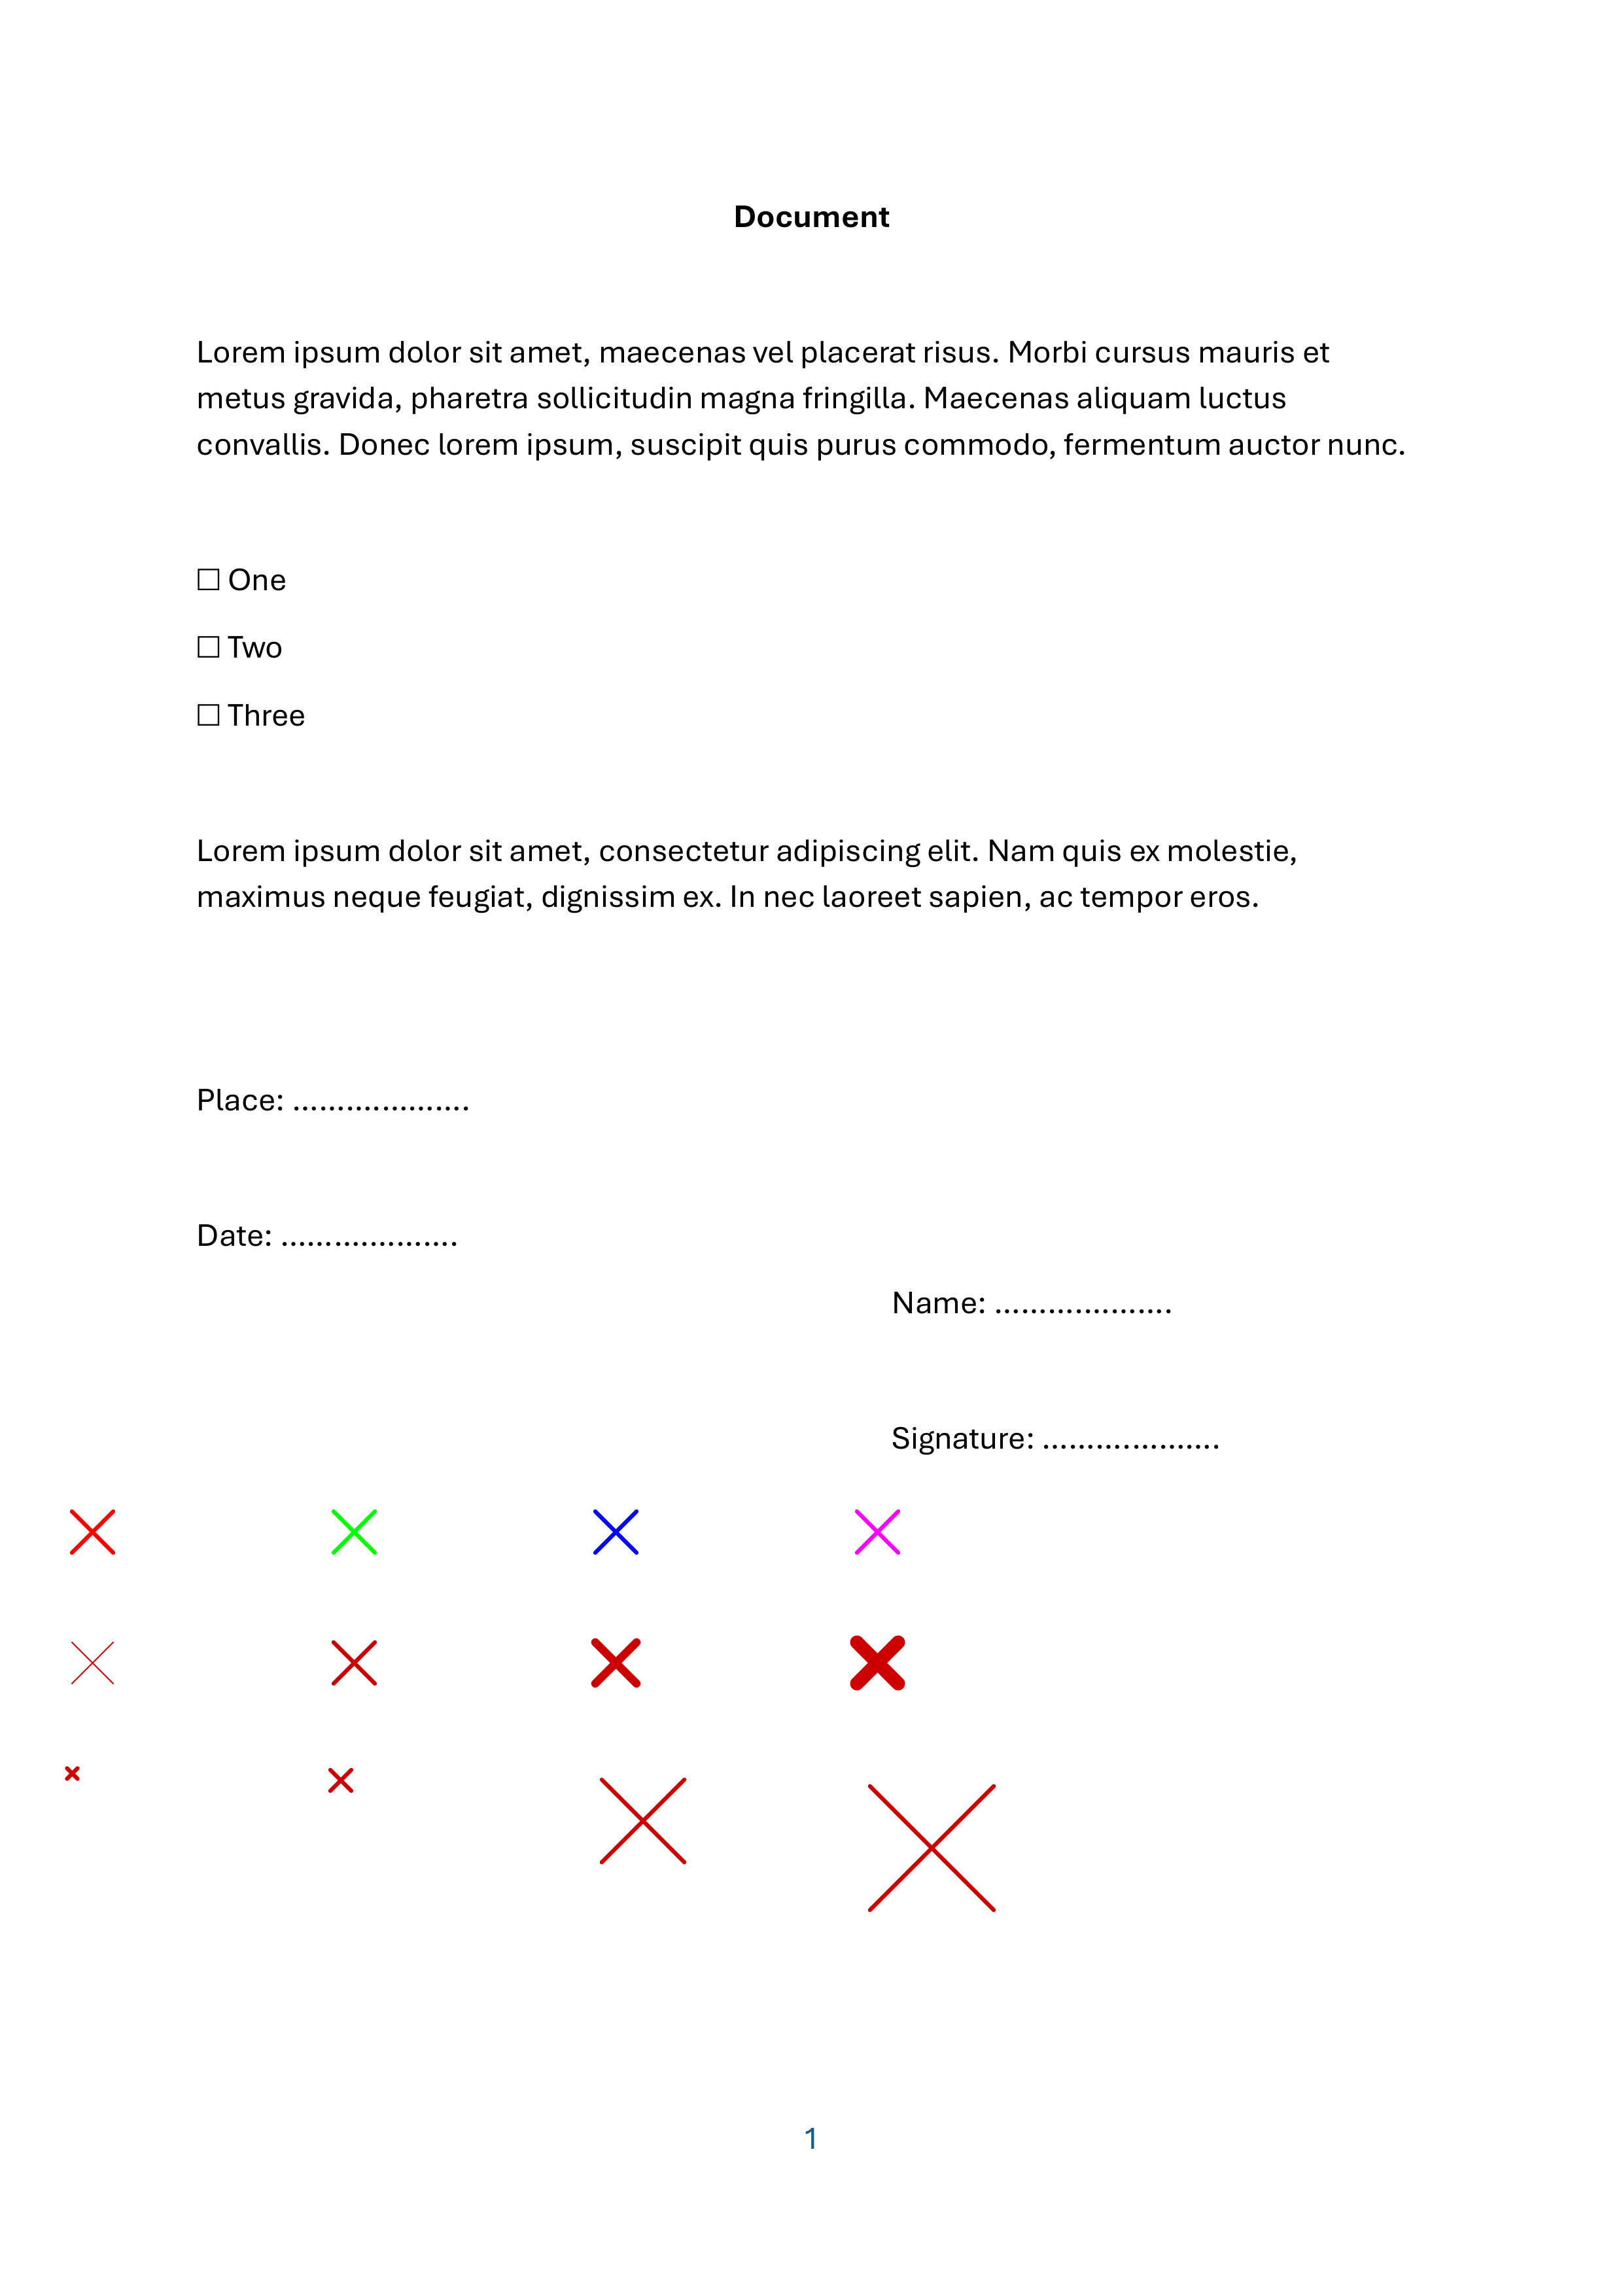 Document
Lorem ipsum dolor sit amet, maecenas vel placerat risus. Morbi cursus mauris et
metus gravida, pharetra sollicitudin magna fringilla. Maecenas aliquam luctus
convallis. Donec lorem ipsum, suscipit quis purus commodo, fermentum auctor nunc.
☐ One
☐ Two
☐ Three
Lorem ipsum dolor sit amet, consectetur adipiscing elit. Nam quis ex molestie,
maximus neque feugiat, dignissim ex. In nec laoreet sapien, ac tempor eros.
Place: ....................
Date: ....................
Name: ....................
Signature: ....................
1